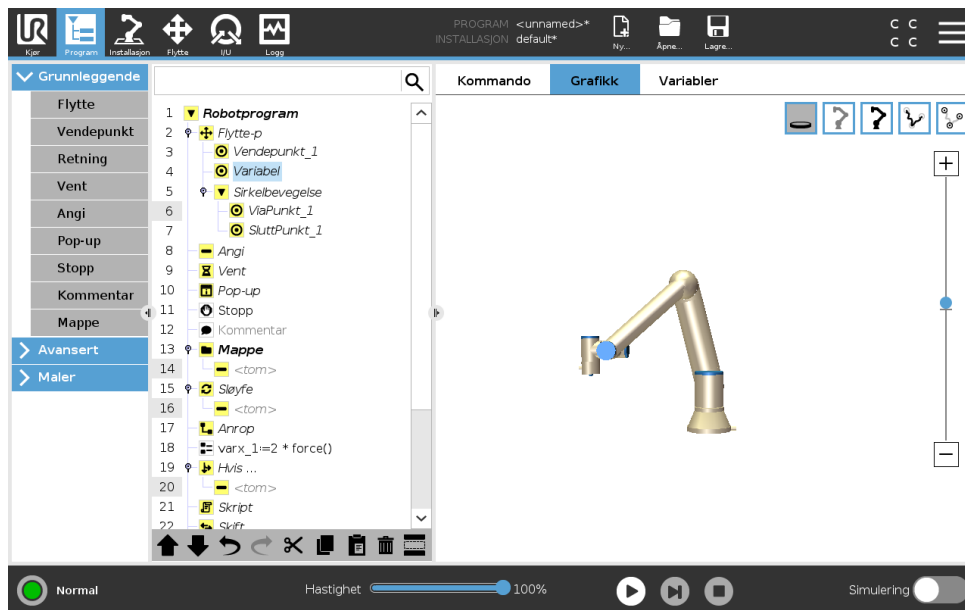 UR
Kjør
Program
Installasjon
Flytte
I/U
Logg
PROGRAM <unnamed>*
INSTALLASJON default*
Ny...
Åpne...
Lagre...
C C
C C
Grunnleggende
Flytte
Vendepunkt
Retning
Vent
Angi
Pop-up
Stopp
Kommentar
Mappe
Avansert
Maler
1 Robotprogram
2 Flytte-p
3 Vendepunkt_1
4 Variabel
5 Sirkelbevegelse
6 ViaPunkt_1
7 SluttPunkt_1
8 Angi
9 Vent
10 Pop-up
11 Stopp
12 Kommentar
13 Mappe
14 <tom>
15 Sløyfe
16 <tom>
17 Anrop
18 varx_1:=2 * force()
19 Hvis ...
20 <tom>
21 Skript
22 Skift
Kommando
Grafikk
Variabler
Normal
Hastighet
100%
Simulering